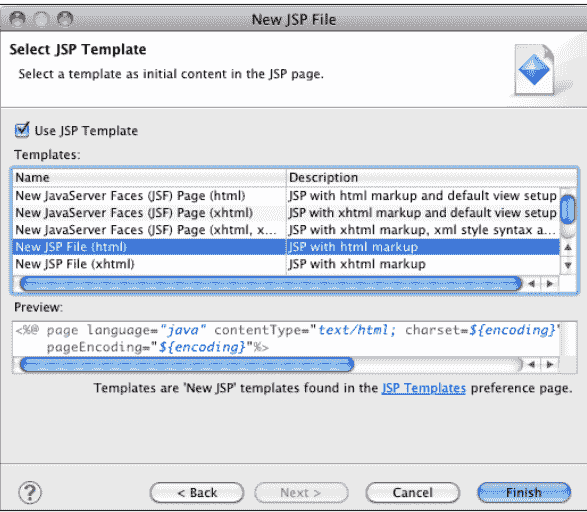 New JSP File
Select JSP Template
Select a template as initial content in the JSP page.
Use JSP Template
Templates:
Name Description
New JavaServer Faces (JSF) Page (html) JSP with html markup and default view setup
New JavaServer Faces (JSF) Page (xhtml) JSP with xhtml markup and default view setup
New JavaServer Faces (JSF) Page (xhtml, x... JSP with xhtml markup, xml style syntax a...
New JSP File (html) JSP with html markup
New JSP File (xhtml) JSP with xhtml markup
Preview:
<%@ page language="java" contentType="text/html; charset=${encoding}"
pageEncoding="${encoding}"%>
Templates are 'New JSP' templates found in the JSP Templates preference page.
? < Back Next > Cancel Finish